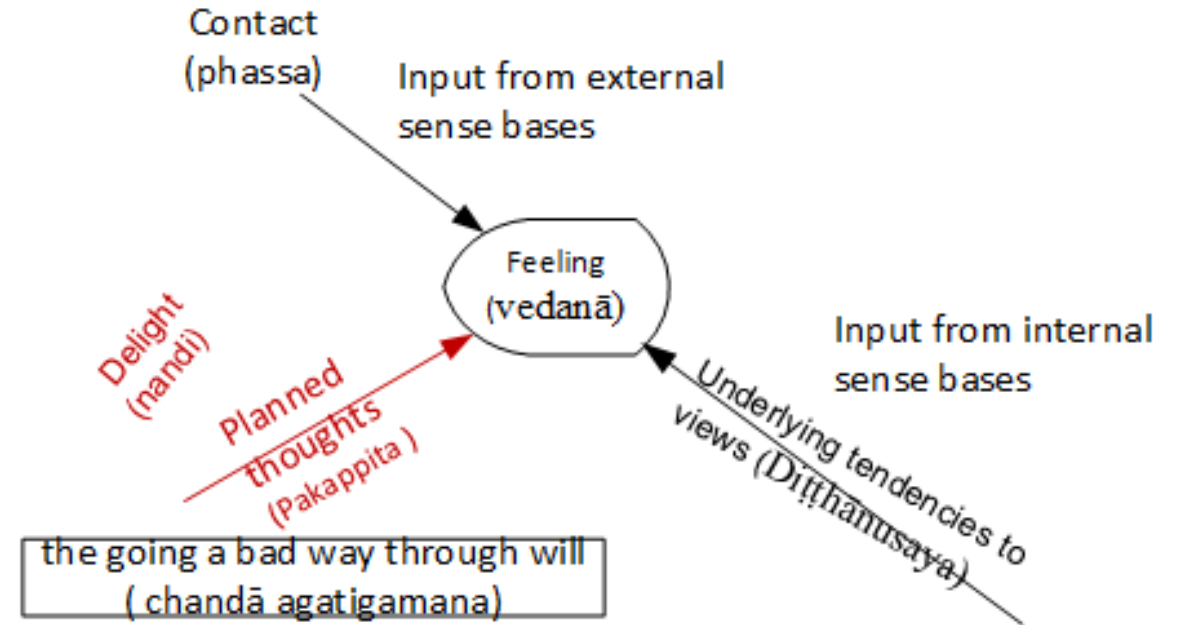 Contact
(phassa)
Input from external
sense bases
Feeling
(vedanā)
Delight
(nandi)
Planned
thoughts
(Pakappita )
Input from internal
sense bases
Underlying tendencies to
views (Diṭṭhānusaya)
the going a bad way through will
( chandā agatigamana)